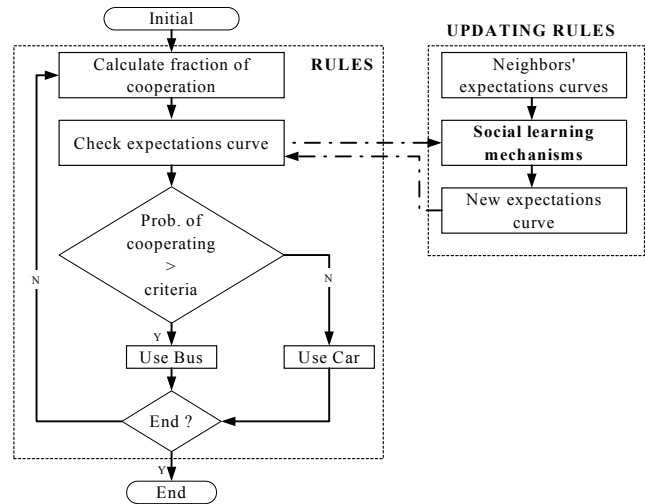 Initial
RULES
Calculate fraction of
cooperation
Check expectations curve
Prob. of
cooperating
>
criteria
N
N
Y
Use Bus
Use Car
End ?
Y
End
UPDATING RULES
Neighbors'
expectations curves
Social learning
mechanisms
New expectations
curve